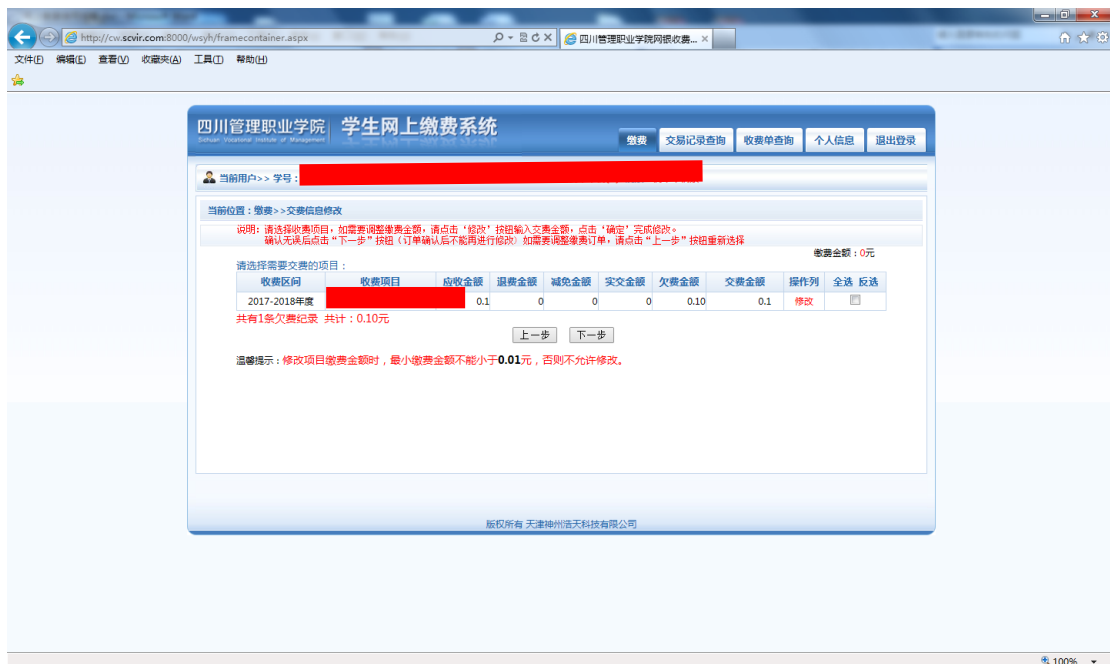 http://cw.scvir.com:8000/wsyh/framecontainer.aspx
四川管理职业学院网银收费...
文件(F) 编辑(E) 查看(V) 收藏夹(A) 工具(T) 帮助(H)
四川管理职业学院 学生网上缴费系统
Sichuan Vocational Institute of Management
缴费 交易记录查询 收费单查询 个人信息 退出登录
当前用户>> 学号:
当前位置:缴费>>交费信息修改
说明:请选择收费项目,如需要调整缴费金额,请点击‘修改’按钮输入交费金额,点击‘确定’完成修改。
确认无误后点击“下一步”按钮(订单确认后不能再进行修改)如需要调整缴费订单,请点击“上一步”按钮重新选择
缴费金额:0元
请选择需要交费的项目:
收费区间 收费项目 应收金额 退费金额 减免金额 实交金额 欠费金额 交费金额 操作列 全选 反选
2017-2018年度 0.1 0 0 0 0.10 0.1 修改
共有1条欠费纪录 共计:0.10元
上一步 下一步
温馨提示:修改项目缴费金额时,最小缴费金额不能小于0.01元,否则不允许修改。
版权所有 天津神州浩天科技有限公司
100%